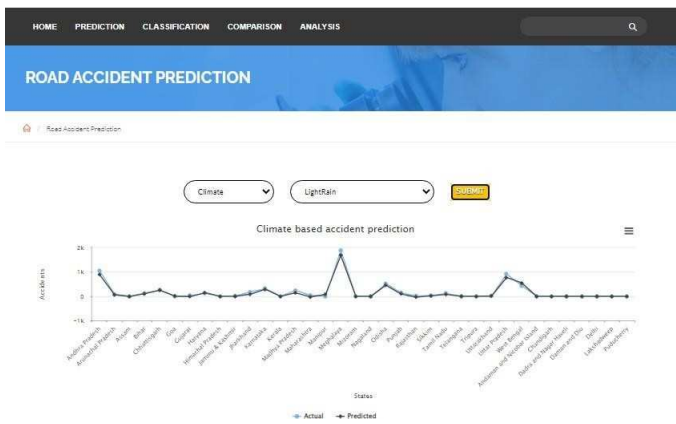 HOME PREDICTION CLASSIFICATION COMPARISON ANALYSIS
ROAD ACCIDENT PREDICTION
Road Accident Prediction
Climate LightRain SUBMIT
Climate based accident prediction
Accidents
2k
1k
0
-1k
Andhra Pradesh
Arunachal Pradesh
Assam
Bihar
Chhattisgarh
Goa
Gujarat
Haryana
Himachal Pradesh
Jammu & Kashmir
Jharkhand
Karnataka
Kerala
Madhya Pradesh
Maharashtra
Manipur
Meghalaya
Mizoram
Nagaland
Odisha
Punjab
Rajasthan
Sikkim
Tamil Nadu
Telangana
Tripura
Uttarakhand
Uttar Pradesh
West Bengal
Andaman and Nicobar Island
Chandigarh
Dadra and Nagar Haveli
Daman and Diu
Delhi
Lakshadweep
Puducherry
States
Actual Predicted